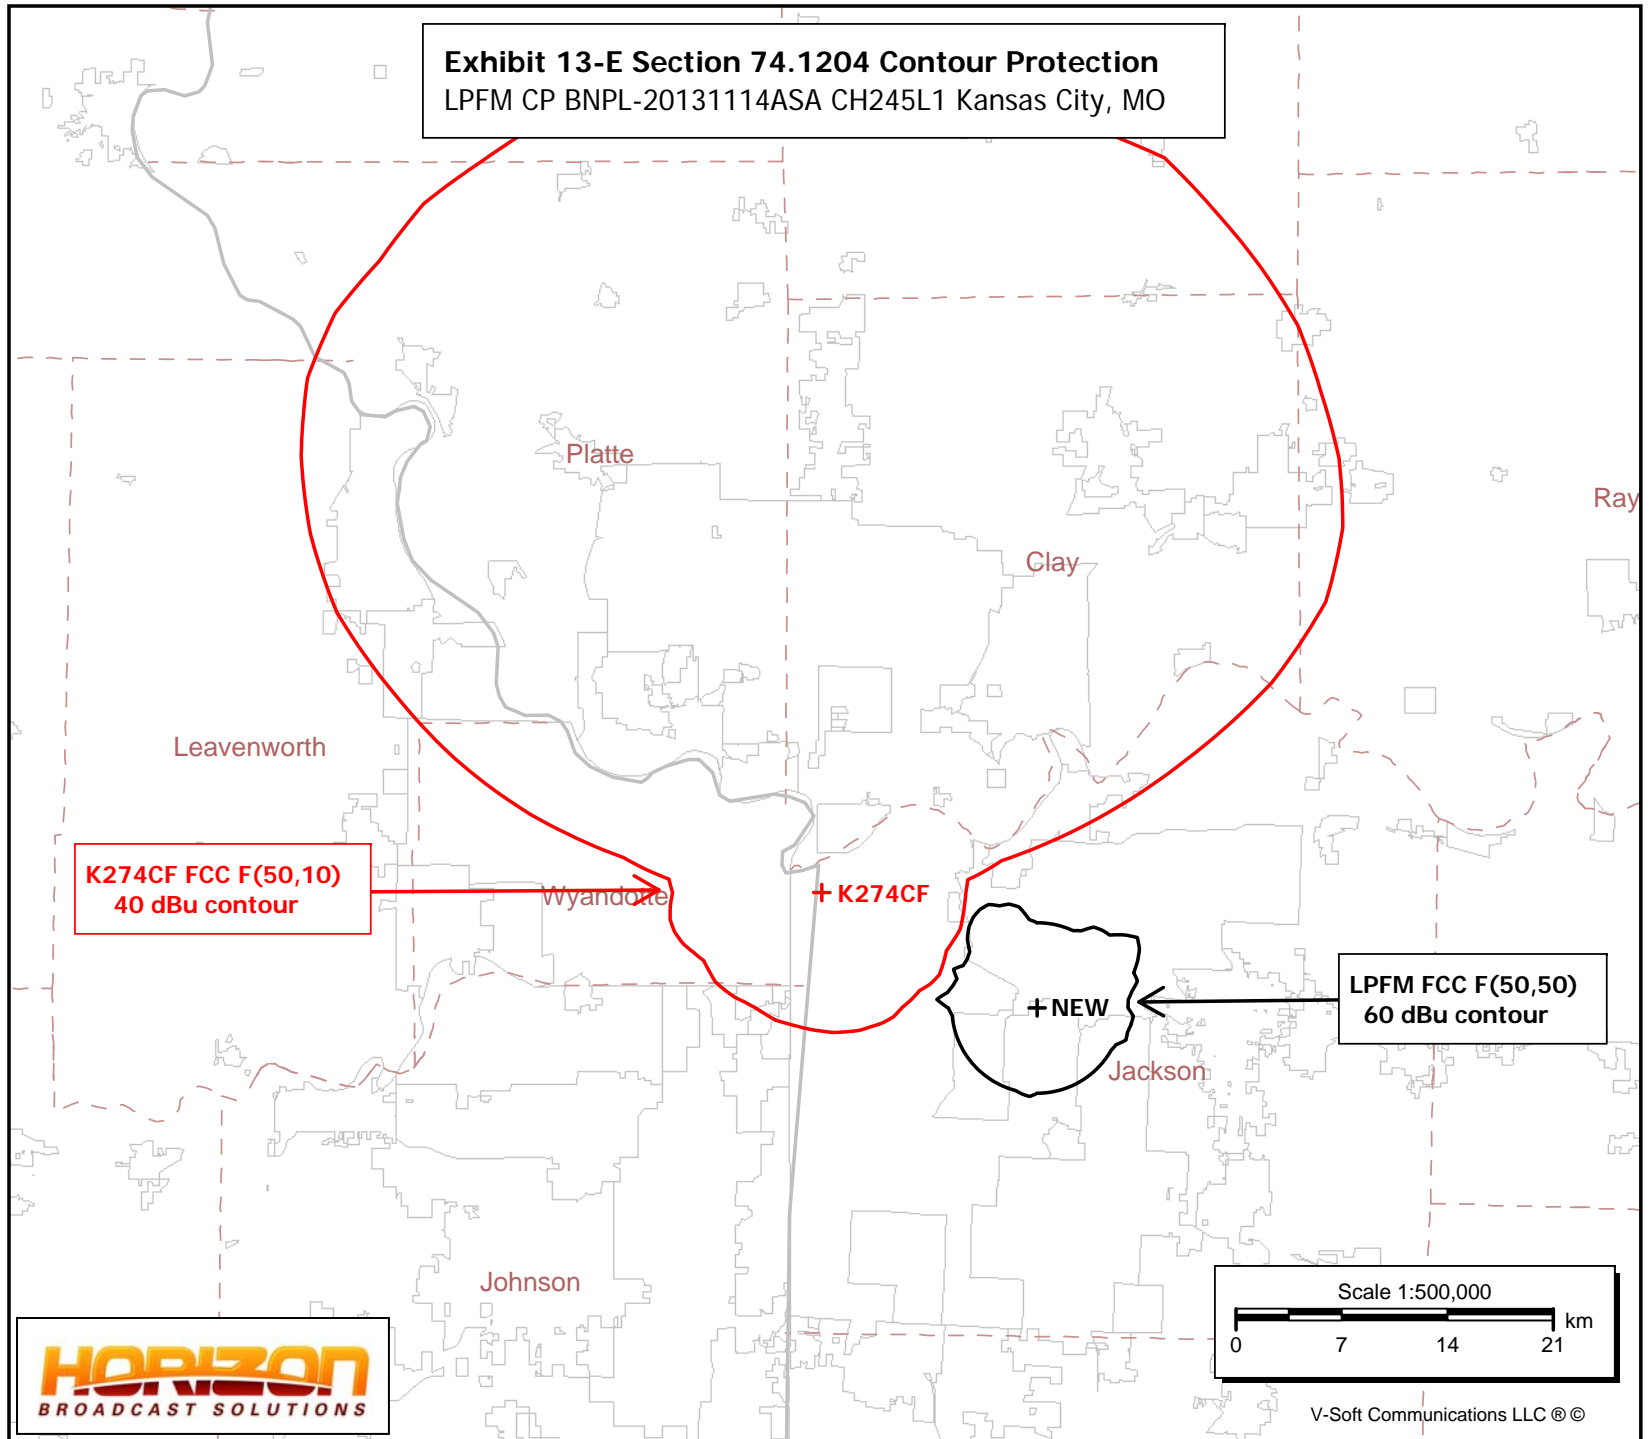 Exhibit 13-E Section 74.1204 Contour Protection
LPFM CP BNPL-20131114ASA CH245L1 Kansas City, MO
Platte
Ray
Clay
Leavenworth
K274CF FCC F(50,10)
40 dBu contour
Wyandotte
K274CF
LPFM FCC F(50,50)
60 dBu contour
NEW
Jackson
Johnson
Scale 1:500,000
km
0 7 14 21
HORIZON
BROADCAST SOLUTIONS
V-Soft Communications LLC ® ©